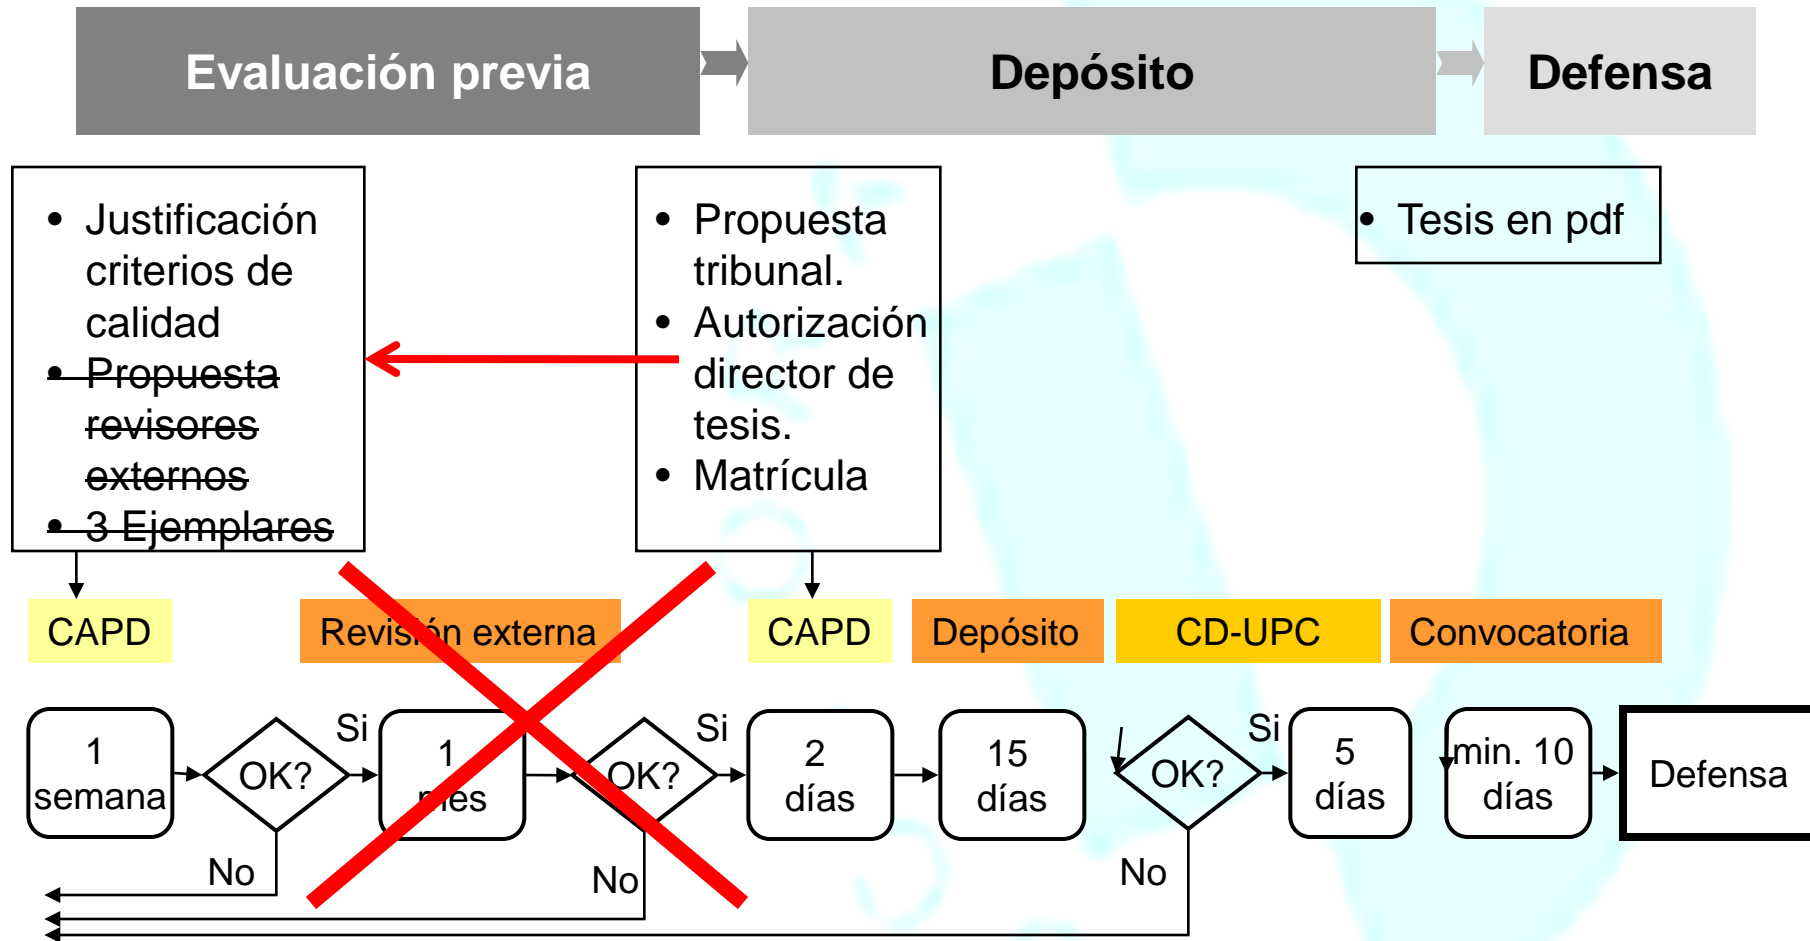 Evaluación previa
Depósito
Defensa
• Justificación
criterios de
calidad
• Propuesta
revisores
externos
• 3 Ejemplares
• Propuesta
tribunal.
• Autorización
director de
tesis.
• Matrícula
• Tesis en pdf
CAPD
Revisión externa
CAPD
Depósito
CD-UPC
Convocatoria
1
semana
OK?
Si
1
mes
OK?
Si
2
días
15
días
OK?
Si
5
días
min. 10
días
Defensa
No
No
No